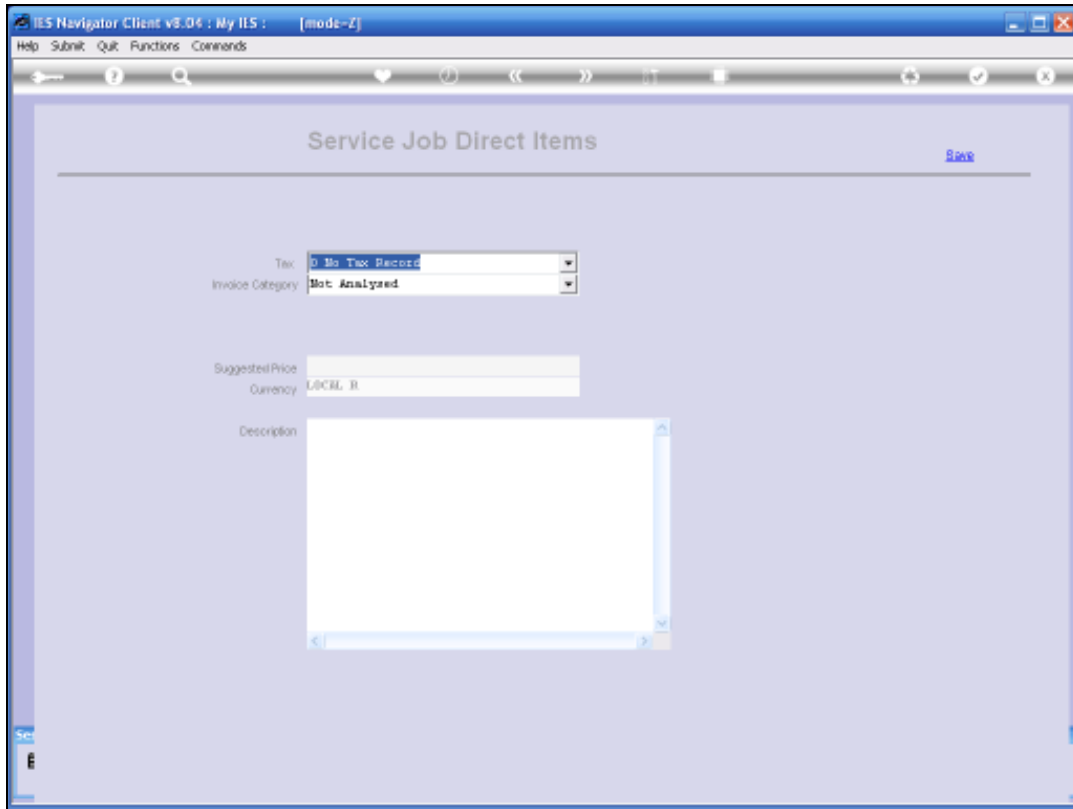 IES Navigator Client v8.04 : My IES : [mode=Z]
Help Submit Quit Functions Commands
Service Job Direct Items
Save
Tax 0 No Tax Record
Invoice Category Not Analysed
Suggested Price
Currency LOCAL R
Description